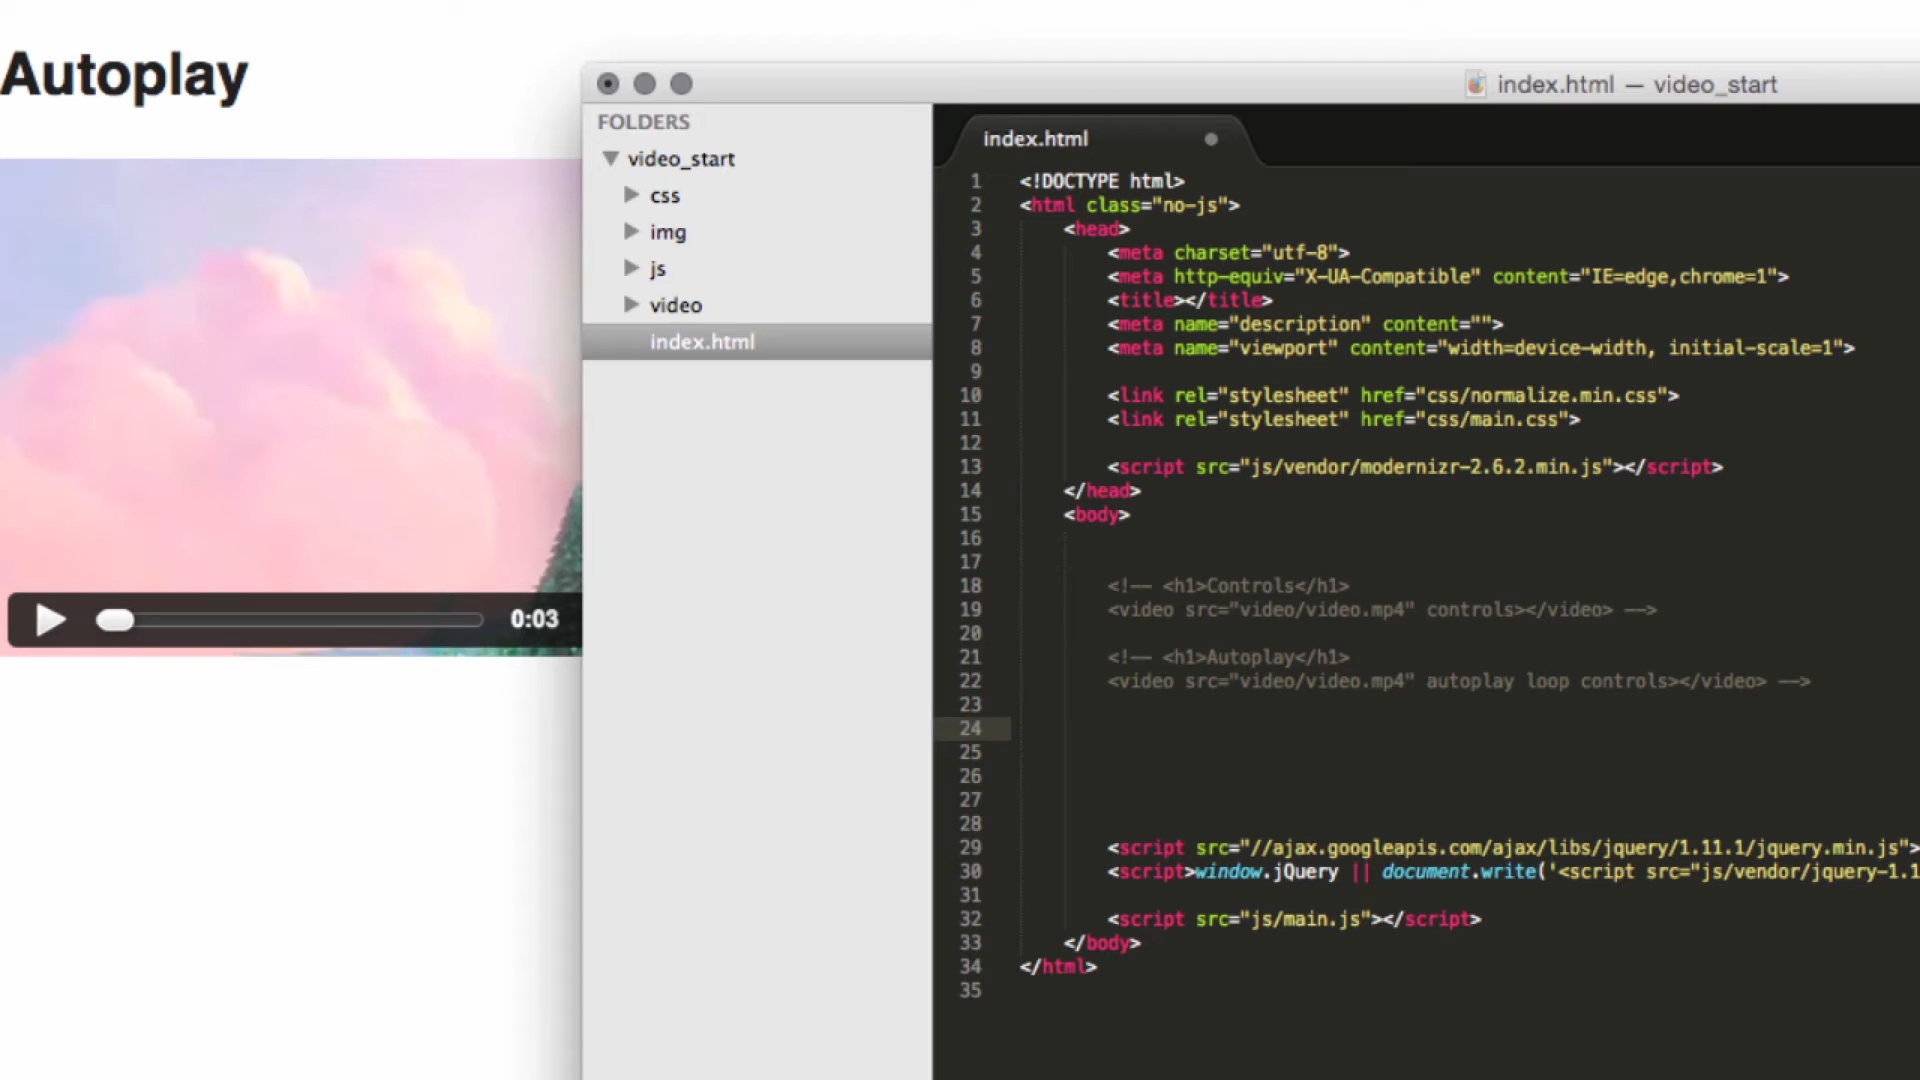 Autoplay
0:03
index.html — video_start
FOLDERS
video_start
css
img
js
video
index.html
index.html
1 <!DOCTYPE html>
2 <html class="no-js">
3 <head>
4 <meta charset="utf-8">
5 <meta http-equiv="X-UA-Compatible" content="IE=edge,chrome=1">
6 <title></title>
7 <meta name="description" content="">
8 <meta name="viewport" content="width=device-width, initial-scale=1">
9
10 <link rel="stylesheet" href="css/normalize.min.css">
11 <link rel="stylesheet" href="css/main.css">
12
13 <script src="js/vendor/modernizr-2.6.2.min.js"></script>
14 </head>
15 <body>
16
17
18 <!-- <h1>Controls</h1>
19 <video src="video/video.mp4" controls></video> -->
20
21 <!-- <h1>Autoplay</h1>
22 <video src="video/video.mp4" autoplay loop controls></video> -->
23
24
25
26
27
28
29 <script src="//ajax.googleapis.com/ajax/libs/jquery/1.11.1/jquery.min.js">
30 <script>window.jQuery || document.write('<script src="js/vendor/jquery-1.1
31
32 <script src="js/main.js"></script>
33 </body>
34 </html>
35